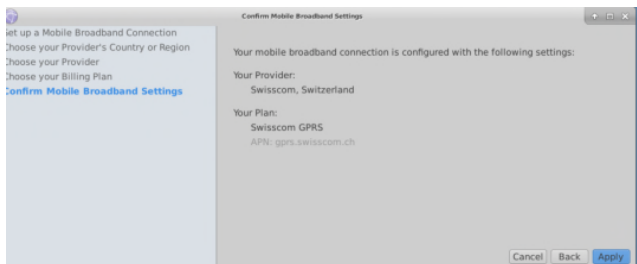 Confirm Mobile Broadband Settings
Set up a Mobile Broadband Connection
Choose your Provider's Country or Region
Choose your Provider
Choose your Billing Plan
Confirm Mobile Broadband Settings
Your mobile broadband connection is configured with the following settings:
Your Provider:
Swisscom, Switzerland
Your Plan:
Swisscom GPRS
APN: gprs.swisscom.ch
Cancel Back Apply